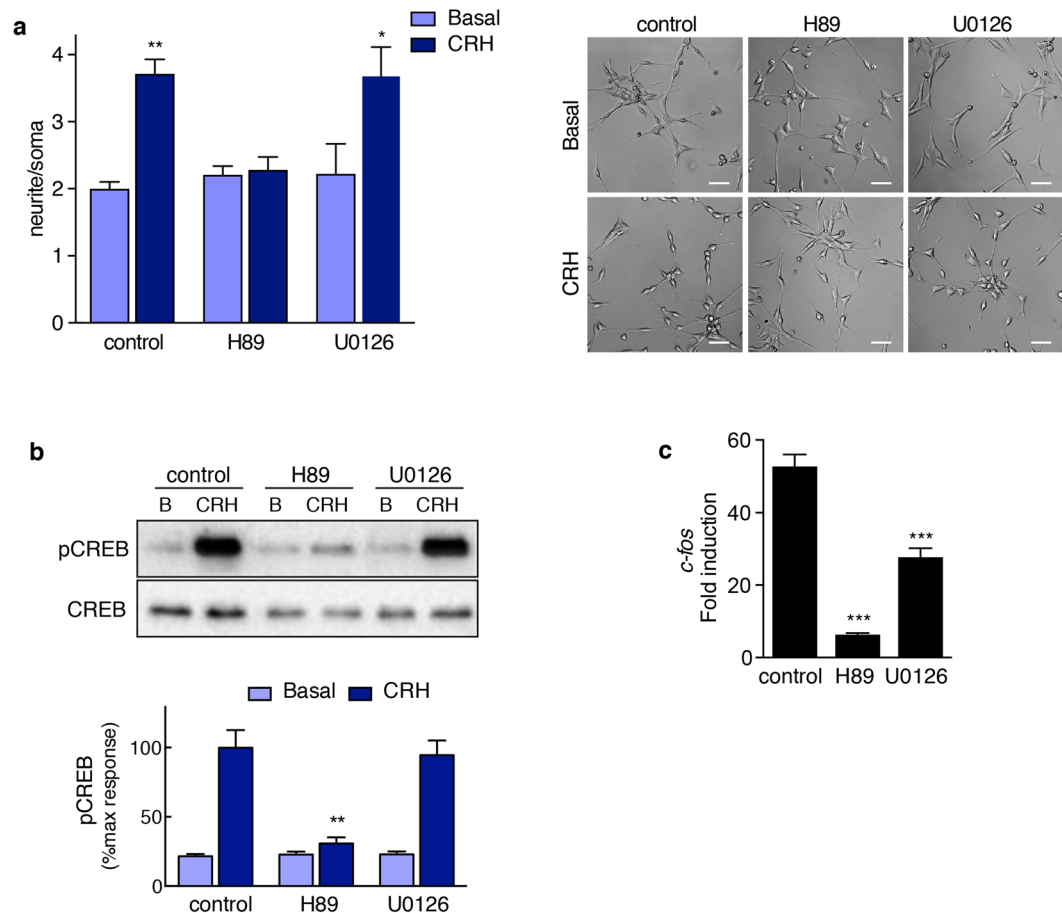 a
Basal
CRH
**
*
neurite/soma
4
3
2
1
0
control H89 U0126
control H89 U0126
Basal
CRH
b
control H89 U0126
B CRH B CRH B CRH
pCREB
CREB
Basal CRH
pCREB
(%max response)
100
50
0
**
control H89 U0126
c
c-fos
Fold induction
60
40
20
0
***
***
control H89 U0126